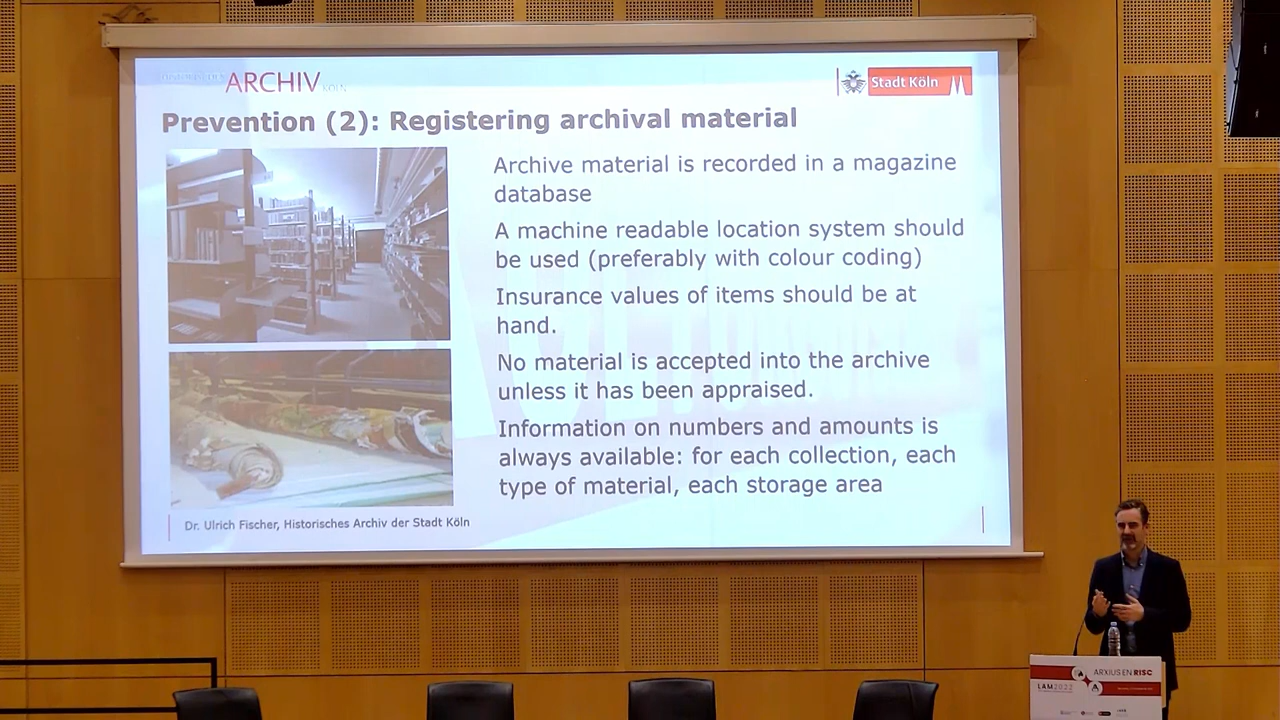 HISTORISCHES ARCHIV KÖLN
Stadt Köln
Prevention (2): Registering archival material
Archive material is recorded in a magazine
database
A machine readable location system should
be used (preferably with colour coding)
Insurance values of items should be at
hand.
No material is accepted into the archive
unless it has been appraised.
Information on numbers and amounts is
always available: for each collection, each
type of material, each storage area
Dr. Ulrich Fischer, Historisches Archiv der Stadt Köln
ARXIUS EN RISC
LAM2022